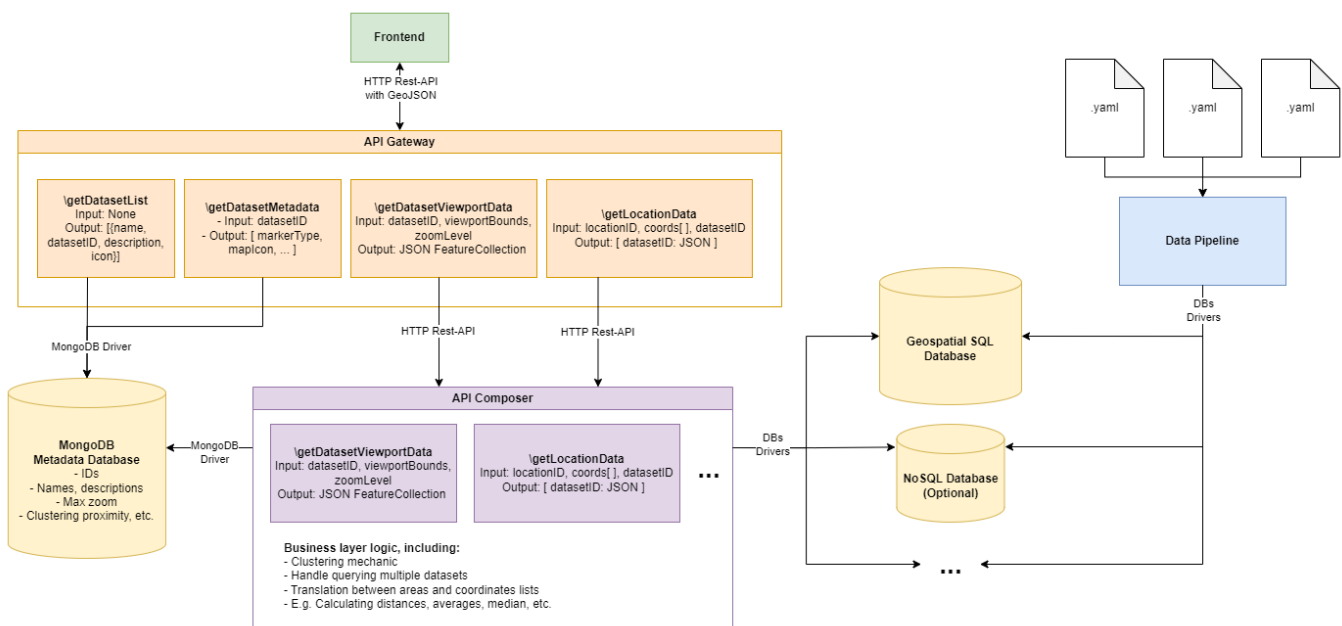 Frontend
HTTP Rest-API
with GeoJSON
.yaml
.yaml
.yaml
API Gateway
\getDatasetList
Input: None
Output: [{name,
datasetID, description,
icon}]
\getDatasetMetadata
- Input: datasetID
- Output: [ markerType,
mapIcon, ... ]
\getDatasetViewportData
Input: datasetID, viewportBounds,
zoomLevel
Output: JSON FeatureCollection
\getLocationData
Input: locationID, coords[ ], datasetID
Output: [ datasetID: JSON ]
Data Pipeline
DBs
Drivers
MongoDB Driver
HTTP Rest-API
HTTP Rest-API
Geospatial SQL
Database
MongoDB
Metadata Database
- IDs
- Names, descriptions
- Max zoom
- Clustering proximity, etc.
MongoDB
Driver
API Composer
\getDatasetViewportData
Input: datasetID, viewportBounds,
zoomLevel
Output: JSON FeatureCollection
\getLocationData
Input: locationID, coords[ ], datasetID
Output: [ datasetID: JSON ]
...
DBs
Drivers
NoSQL Database
(Optional)
Business layer logic, including:
- Clustering mechanic
- Handle querying multiple datasets
- Translation between areas and coordinates lists
- E.g. Calculating distances, averages, median, etc.
...